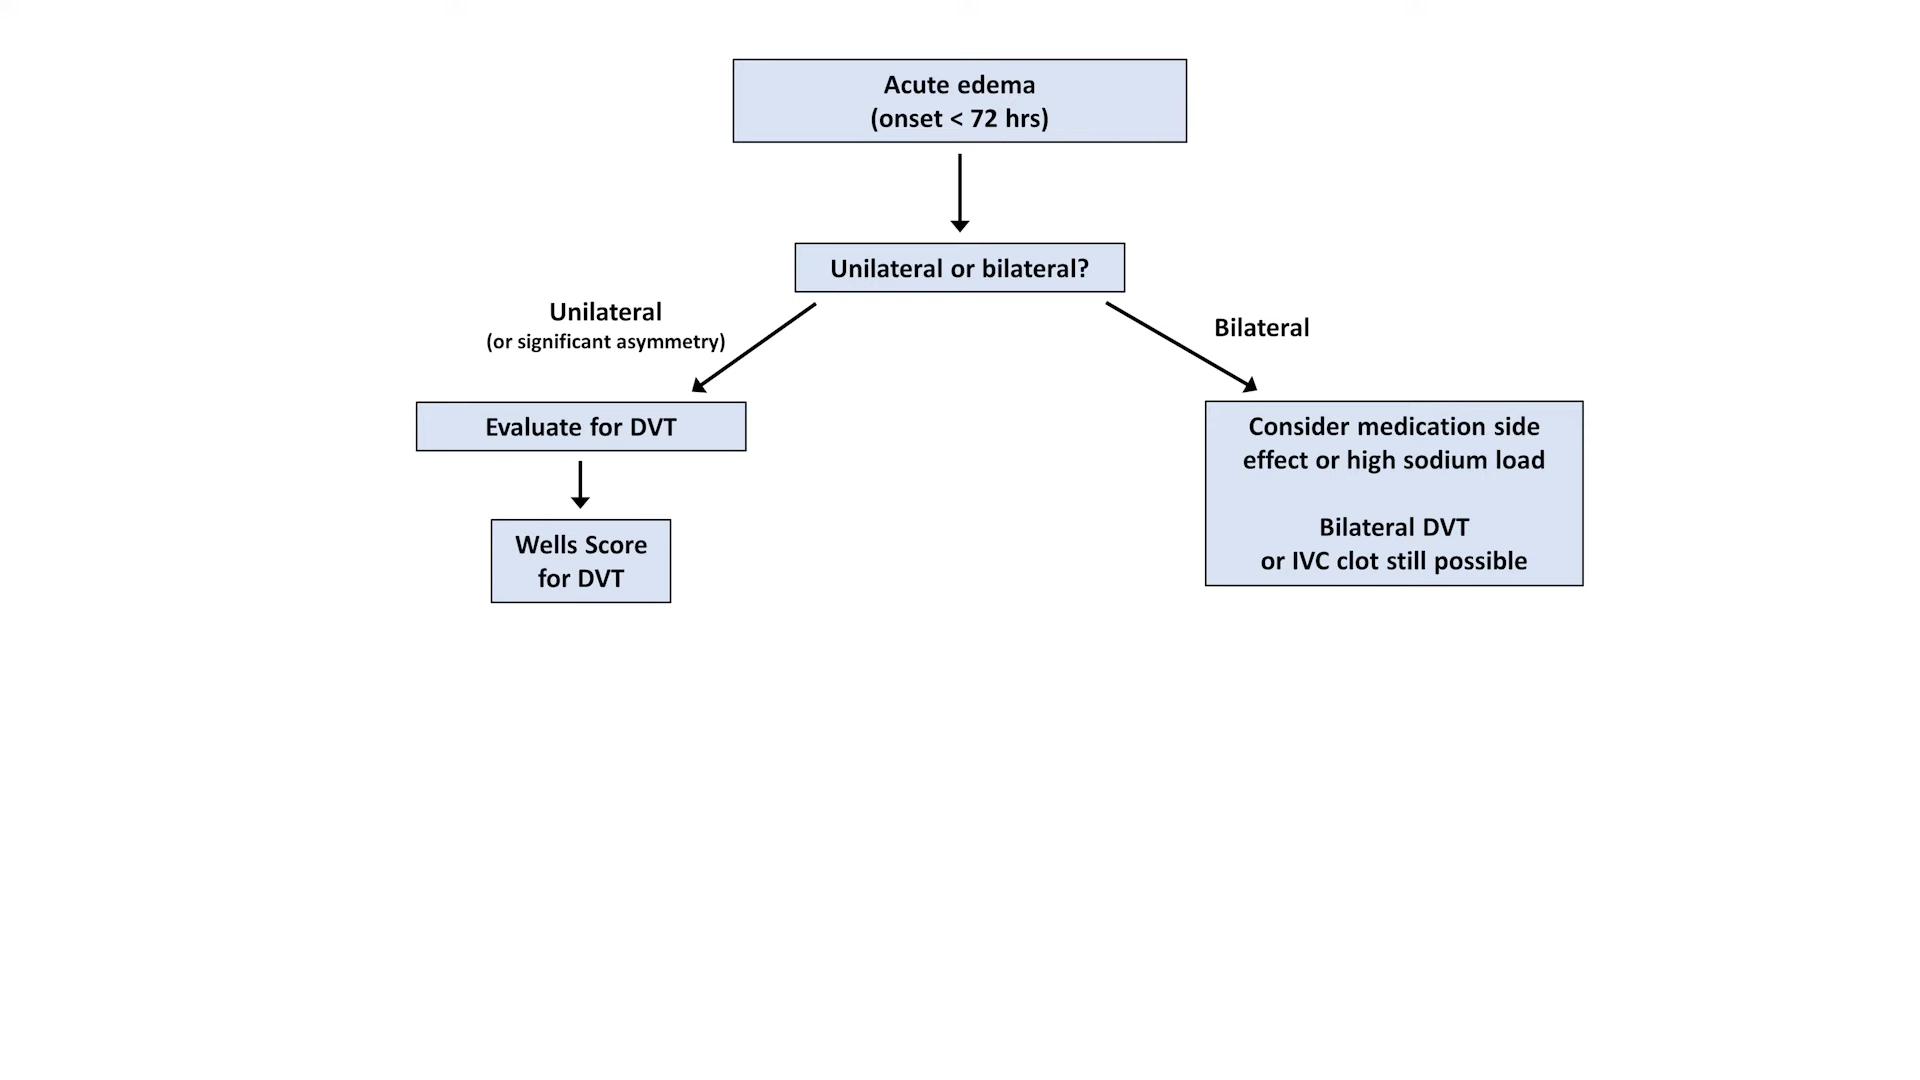 Acute edema
(onset < 72 hrs)
Unilateral or bilateral?
Unilateral
(or significant asymmetry)
Bilateral
Evaluate for DVT
Wells Score
for DVT
Consider medication side
effect or high sodium load
Bilateral DVT
or IVC clot still possible